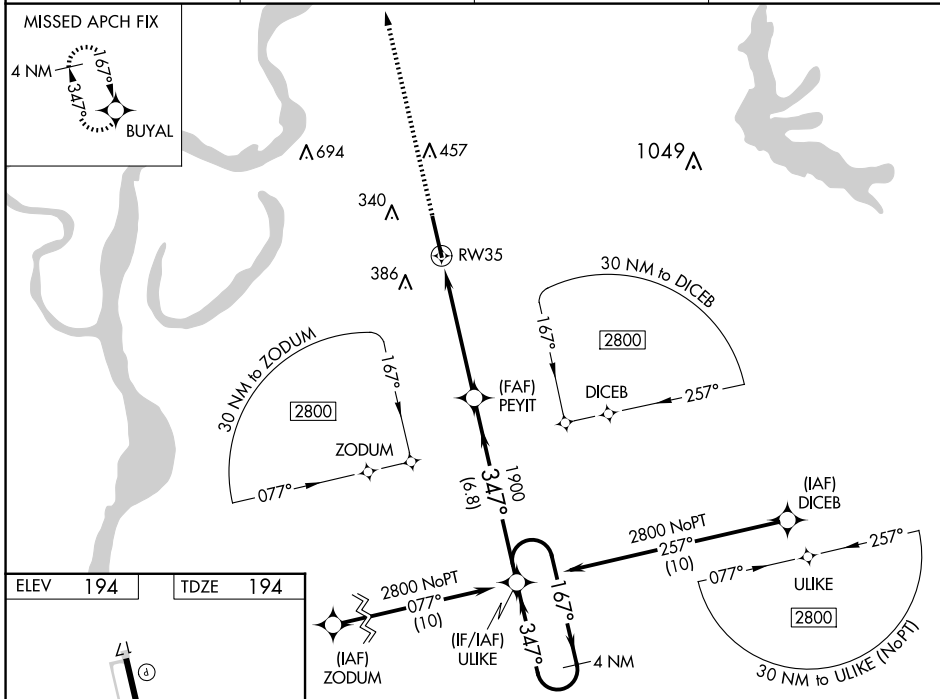 MISSED APCH FIX
4 NM
167°
347°
BUYAL
694
457
1049
340
386
RW35
30 NM to DICEB
167°
2800
DICEB
257°
30 NM to ZODUM
167°
2800
ZODUM
077°
(FAF)
PEYIT
1900
347°
(6.8)
(IAF)
DICEB
2800 NoPT
257°
(10)
257°
077°
ULIKE
2800
30 NM to ULIKE (NoPT)
2800 NoPT
077°
(10)
(IAF)
ZODUM
(IF/IAF)
ULIKE
167°
347°
4 NM
ELEV 194
TDZE 194
17
P